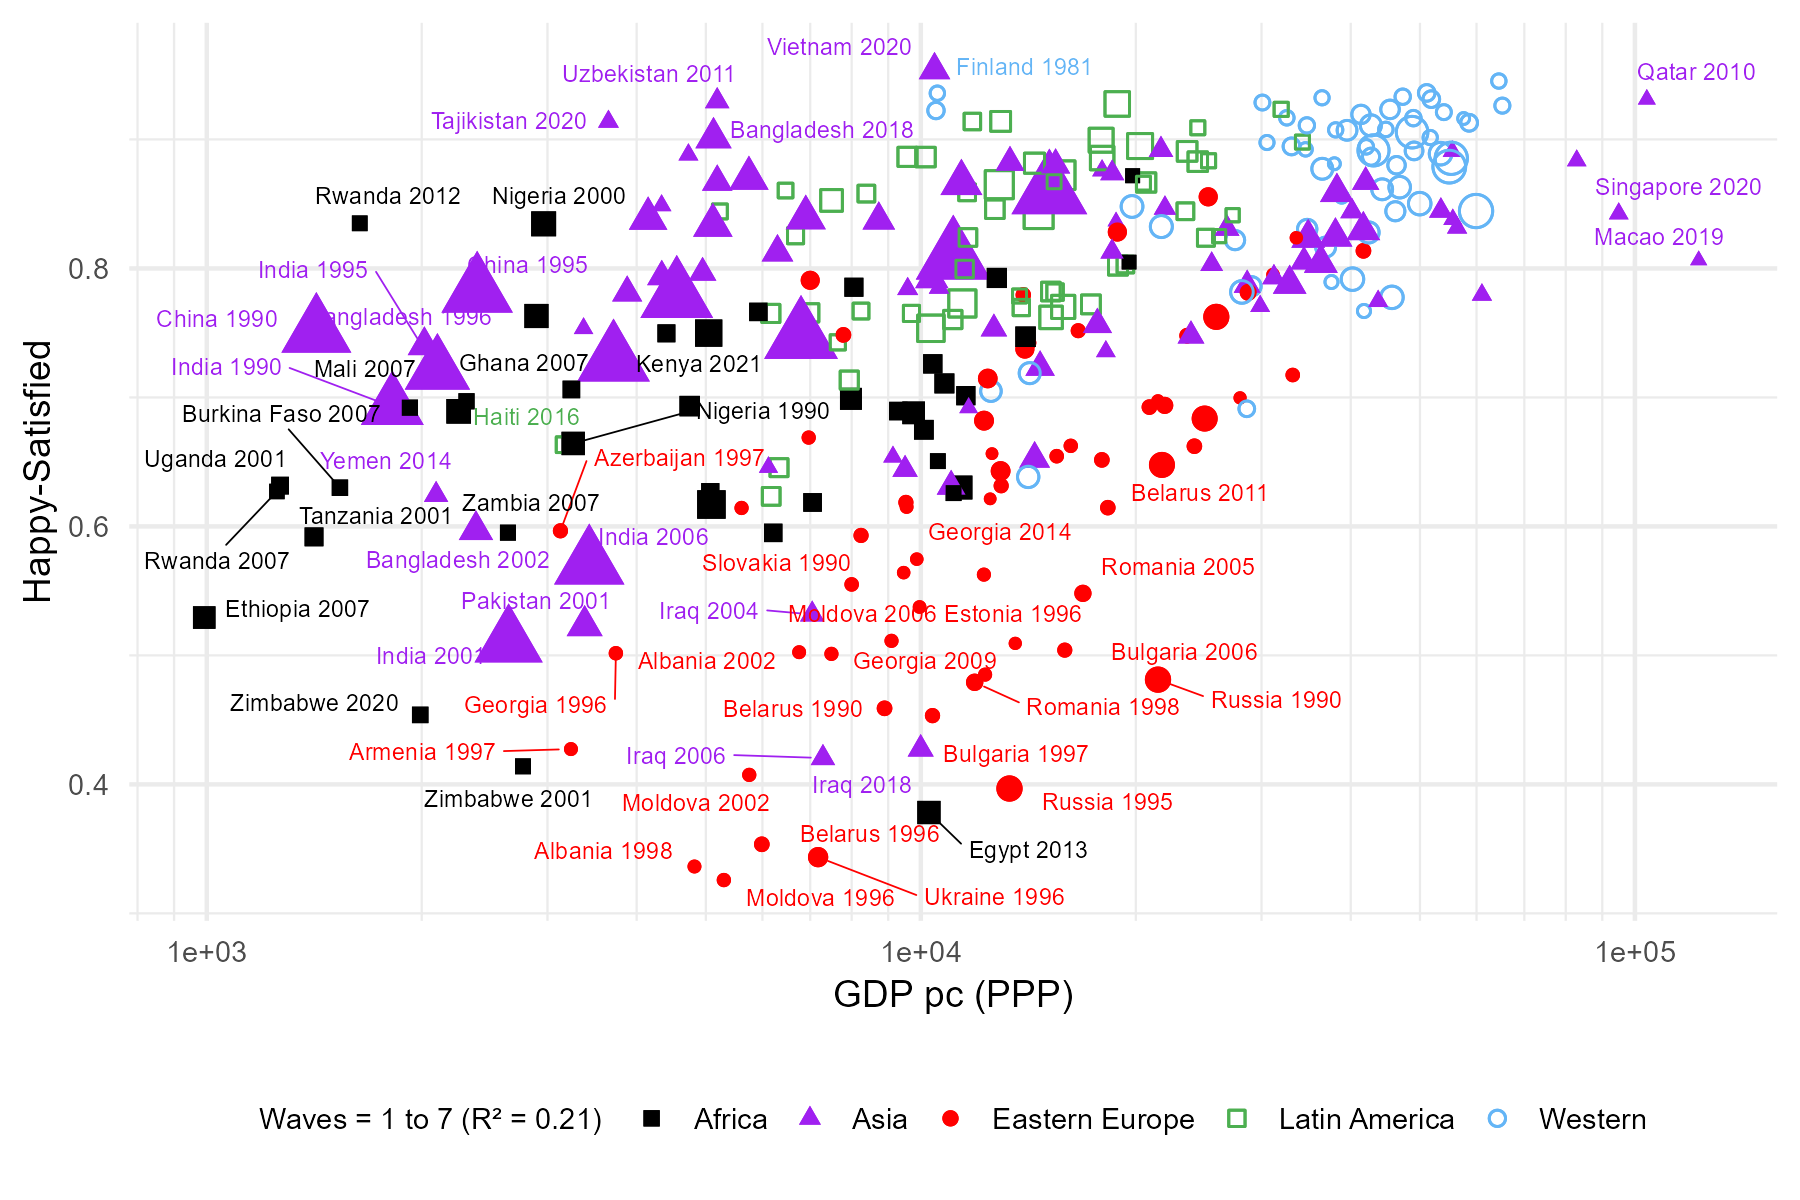 Vietnam 2020
Finland 1981
Uzbekistan 2011
Qatar 2010
Tajikistan 2020
Bangladesh 2018
Rwanda 2012
Nigeria 2000
Singapore 2020
Macao 2019
India 1995
China 1995
0.8
China 1990
Bangladesh 1996
India 1990
Mali 2007
Ghana 2007
Kenya 2021
Burkina Faso 2007
Haiti 2016
Nigeria 1990
Uganda 2001
Yemen 2014
Azerbaijan 1997
Belarus 2011
Zambia 2007
Tanzania 2001
0.6
India 2006
Georgia 2014
Rwanda 2007
Bangladesh 2002
Slovakia 1990
Romania 2005
Ethiopia 2007
Pakistan 2001
Iraq 2004
Moldova 2006
Estonia 1996
India 2001
Albania 2002
Georgia 2009
Bulgaria 2006
Zimbabwe 2020
Georgia 1996
Belarus 1990
Romania 1998
Russia 1990
Armenia 1997
Iraq 2006
Bulgaria 1997
0.4
Iraq 2018
Zimbabwe 2001
Moldova 2002
Russia 1995
Belarus 1996
Albania 1998
Egypt 2013
Moldova 1996
Ukraine 1996
Happy-Satisfied
1e+03
1e+04
1e+05
GDP pc (PPP)
Waves = 1 to 7 (R² = 0.21)
Africa
Asia
Eastern Europe
Latin America
Western